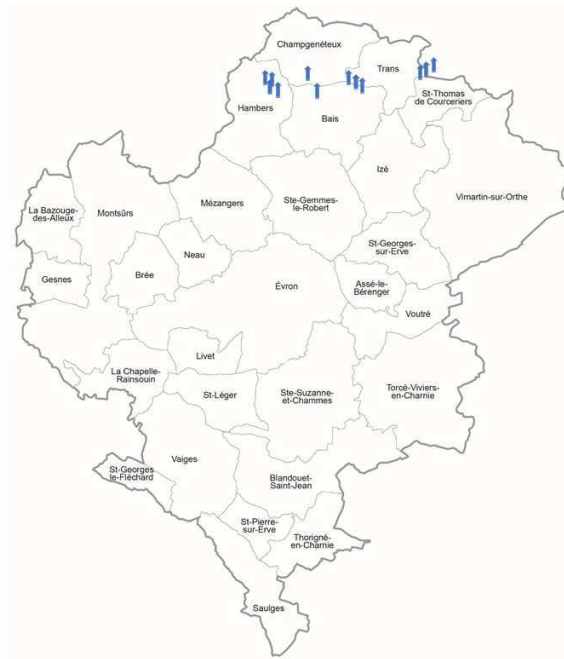 Champgenéteux
Trans
St-Thomas
de Courceriers
Hambers
Bais
Izé
Mézangers
Ste-Gemmes-
le-Robert
Vimartin-sur-Orthe
La Bazouge-
des-Alleux
Montsûrs
St-Georges-
sur-Erve
Neau
Gesnes
Brée
Évron
Assé-le-
Bérenger
Voutré
Livet
La Chapelle-
Rainsouin
St-Léger
Ste-Suzanne-
et-Chammes
Torcé-Viviers-
en-Charnie
Vaiges
St-Georges
le-Fléchard
Blandouet-
Saint-Jean
St-Pierre-
sur-Erve
Thorigné-
en-Charnie
Saulges